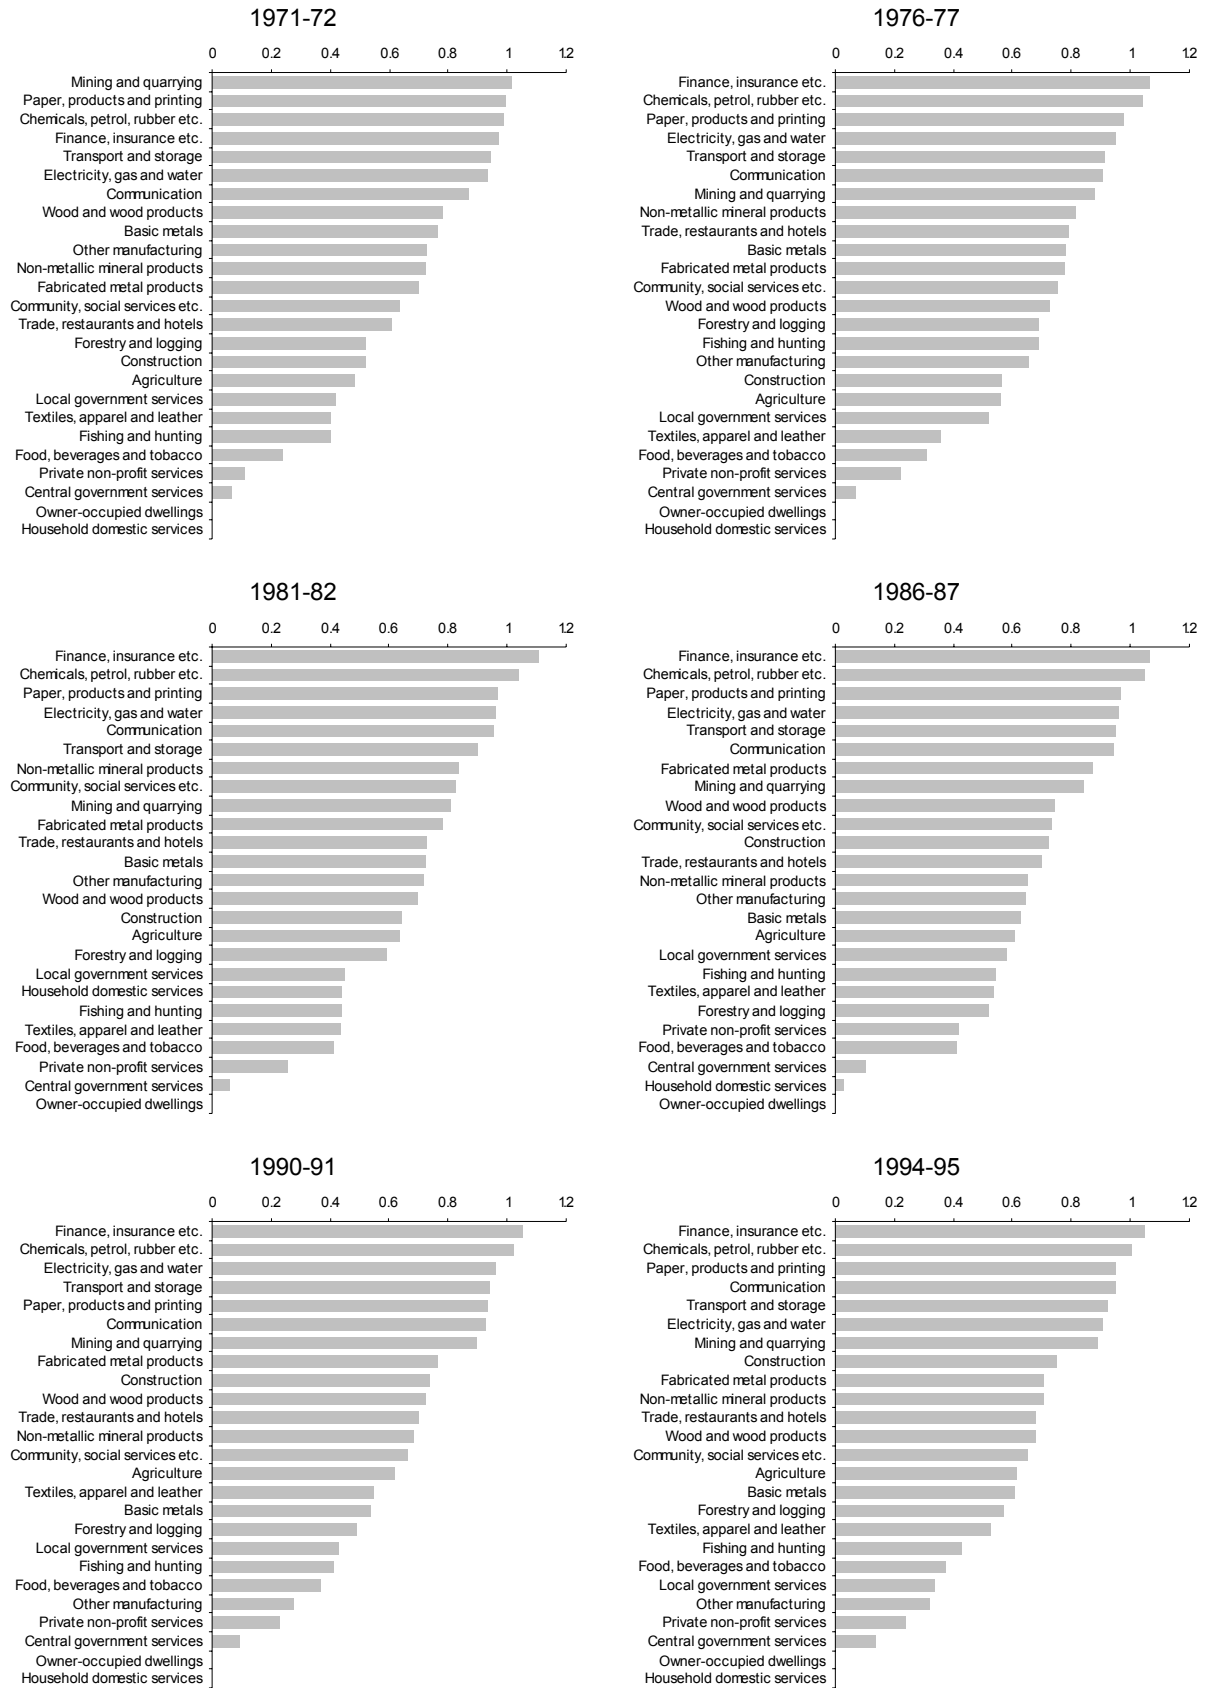 1971-72
0 0.2 0.4 0.6 0.8 1 1.2
Mining and quarrying
Paper, products and printing
Chemicals, petrol, rubber etc.
Finance, insurance etc.
Transport and storage
Electricity, gas and water
Communication
Wood and wood products
Basic metals
Other manufacturing
Non-metallic mineral products
Fabricated metal products
Community, social services etc.
Trade, restaurants and hotels
Forestry and logging
Construction
Agriculture
Local government services
Textiles, apparel and leather
Fishing and hunting
Food, beverages and tobacco
Private non-profit services
Central government services
Owner-occupied dwellings
Household domestic services
1976-77
0 0.2 0.4 0.6 0.8 1 1.2
Finance, insurance etc.
Chemicals, petrol, rubber etc.
Paper, products and printing
Electricity, gas and water
Transport and storage
Communication
Mining and quarrying
Non-metallic mineral products
Trade, restaurants and hotels
Basic metals
Fabricated metal products
Community, social services etc.
Wood and wood products
Forestry and logging
Fishing and hunting
Other manufacturing
Construction
Agriculture
Local government services
Textiles, apparel and leather
Food, beverages and tobacco
Private non-profit services
Central government services
Owner-occupied dwellings
Household domestic services
1981-82
0 0.2 0.4 0.6 0.8 1 1.2
Finance, insurance etc.
Chemicals, petrol, rubber etc.
Paper, products and printing
Electricity, gas and water
Communication
Transport and storage
Non-metallic mineral products
Community, social services etc.
Mining and quarrying
Fabricated metal products
Trade, restaurants and hotels
Basic metals
Other manufacturing
Wood and wood products
Construction
Agriculture
Forestry and logging
Local government services
Household domestic services
Fishing and hunting
Textiles, apparel and leather
Food, beverages and tobacco
Private non-profit services
Central government services
Owner-occupied dwellings
1986-87
0 0.2 0.4 0.6 0.8 1 1.2
Finance, insurance etc.
Chemicals, petrol, rubber etc.
Paper, products and printing
Electricity, gas and water
Transport and storage
Communication
Fabricated metal products
Mining and quarrying
Wood and wood products
Community, social services etc.
Construction
Trade, restaurants and hotels
Non-metallic mineral products
Other manufacturing
Basic metals
Agriculture
Local government services
Fishing and hunting
Textiles, apparel and leather
Forestry and logging
Private non-profit services
Food, beverages and tobacco
Central government services
Household domestic services
Owner-occupied dwellings
1990-91
0 0.2 0.4 0.6 0.8 1 1.2
Finance, insurance etc.
Chemicals, petrol, rubber etc.
Electricity, gas and water
Transport and storage
Paper, products and printing
Communication
Mining and quarrying
Fabricated metal products
Construction
Wood and wood products
Trade, restaurants and hotels
Non-metallic mineral products
Community, social services etc.
Agriculture
Textiles, apparel and leather
Basic metals
Forestry and logging
Local government services
Fishing and hunting
Food, beverages and tobacco
Other manufacturing
Private non-profit services
Central government services
Owner-occupied dwellings
Household domestic services
1994-95
0 0.2 0.4 0.6 0.8 1 1.2
Finance, insurance etc.
Chemicals, petrol, rubber etc.
Paper, products and printing
Communication
Transport and storage
Electricity, gas and water
Mining and quarrying
Construction
Fabricated metal products
Non-metallic mineral products
Trade, restaurants and hotels
Wood and wood products
Community, social services etc.
Agriculture
Basic metals
Forestry and logging
Textiles, apparel and leather
Fishing and hunting
Food, beverages and tobacco
Local government services
Other manufacturing
Private non-profit services
Central government services
Owner-occupied dwellings
Household domestic services